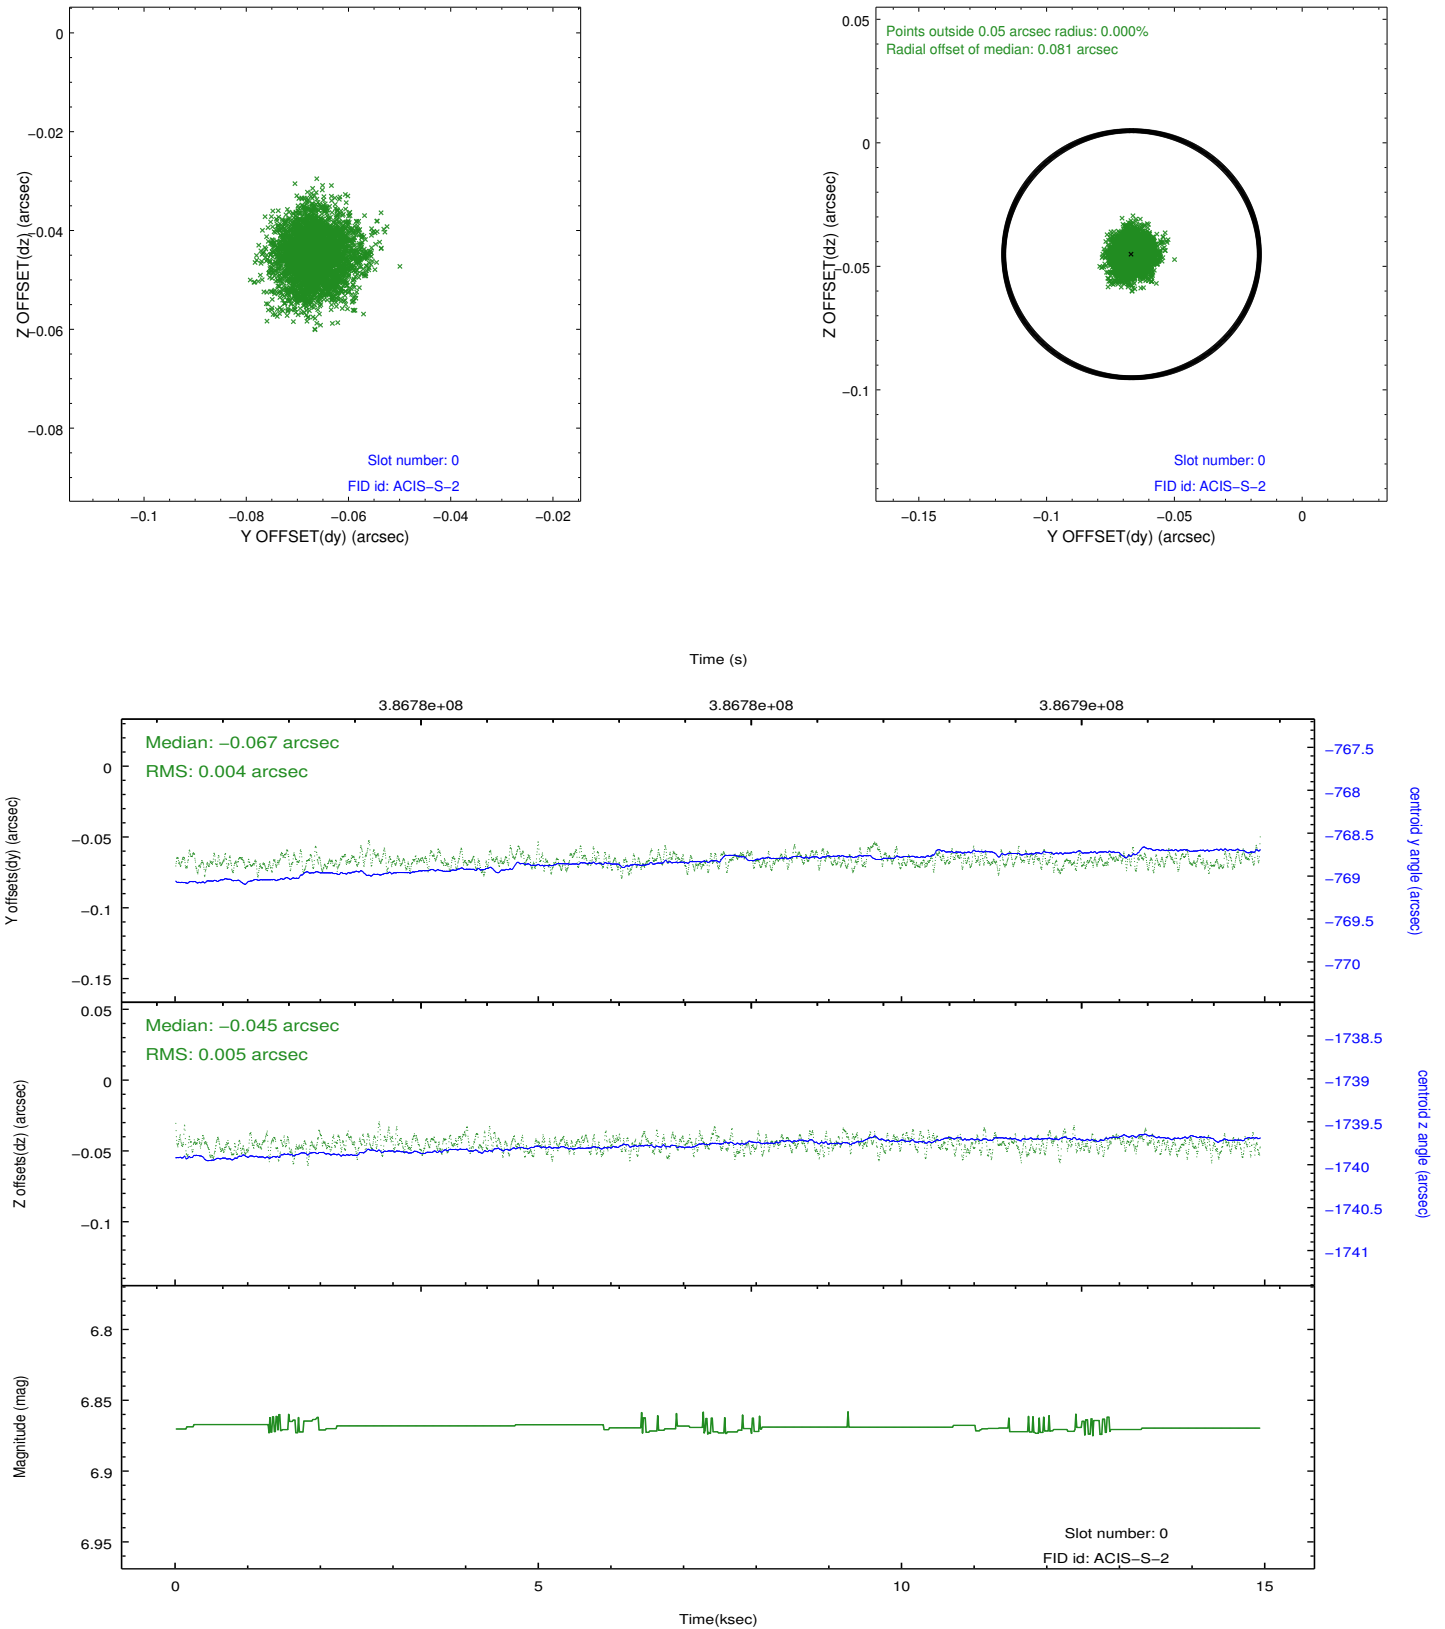 0
−0.02
−0.04
−0.06
−0.08
Z OFFSET(dz) (arcsec)
Slot number: 0
FID id: ACIS−S−2
−0.1
−0.08
−0.06
−0.04
−0.02
Y OFFSET(dy) (arcsec)
Points outside 0.05 arcsec radius: 0.000%
Radial offset of median: 0.081 arcsec
0.05
0
−0.05
−0.1
Z OFFSET(dz) (arcsec)
Slot number: 0
FID id: ACIS−S−2
−0.15
−0.1
−0.05
0
Y OFFSET(dy) (arcsec)
Time (s)
3.8678e+08
3.8678e+08
3.8679e+08
Median: −0.067 arcsec
RMS: 0.004 arcsec
0
−0.05
−0.1
−0.15
Y offsets(dy) (arcsec)
−767.5
−768
−768.5
−769
−769.5
−770
centroid y angle (arcsec)
Median: −0.045 arcsec
RMS: 0.005 arcsec
0.05
0
−0.05
−0.1
Z offsets(dz) (arcsec)
−1738.5
−1739
−1739.5
−1740
−1740.5
−1741
centroid z angle (arcsec)
6.8
6.85
6.9
6.95
Magnitude (mag)
Slot number: 0
FID id: ACIS−S−2
0
5
10
15
Time(ksec)